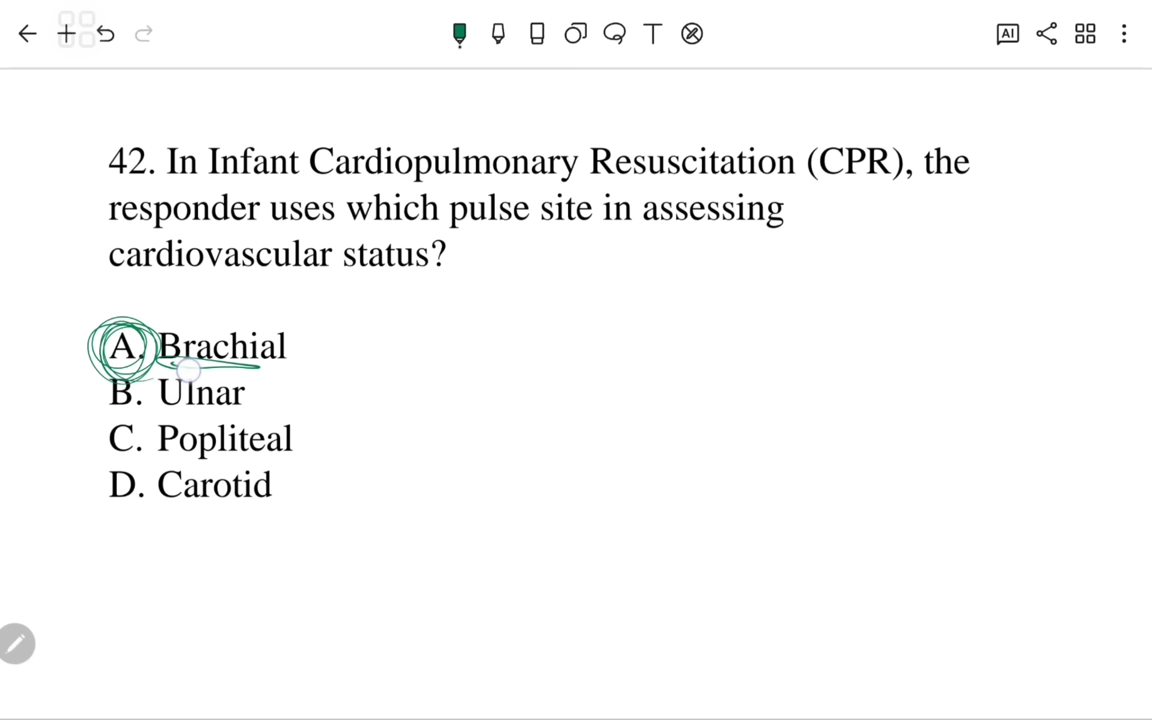 AI
42. In Infant Cardiopulmonary Resuscitation (CPR), the
responder uses which pulse site in assessing
cardiovascular status?
A. Brachial
B. Ulnar
C. Popliteal
D. Carotid